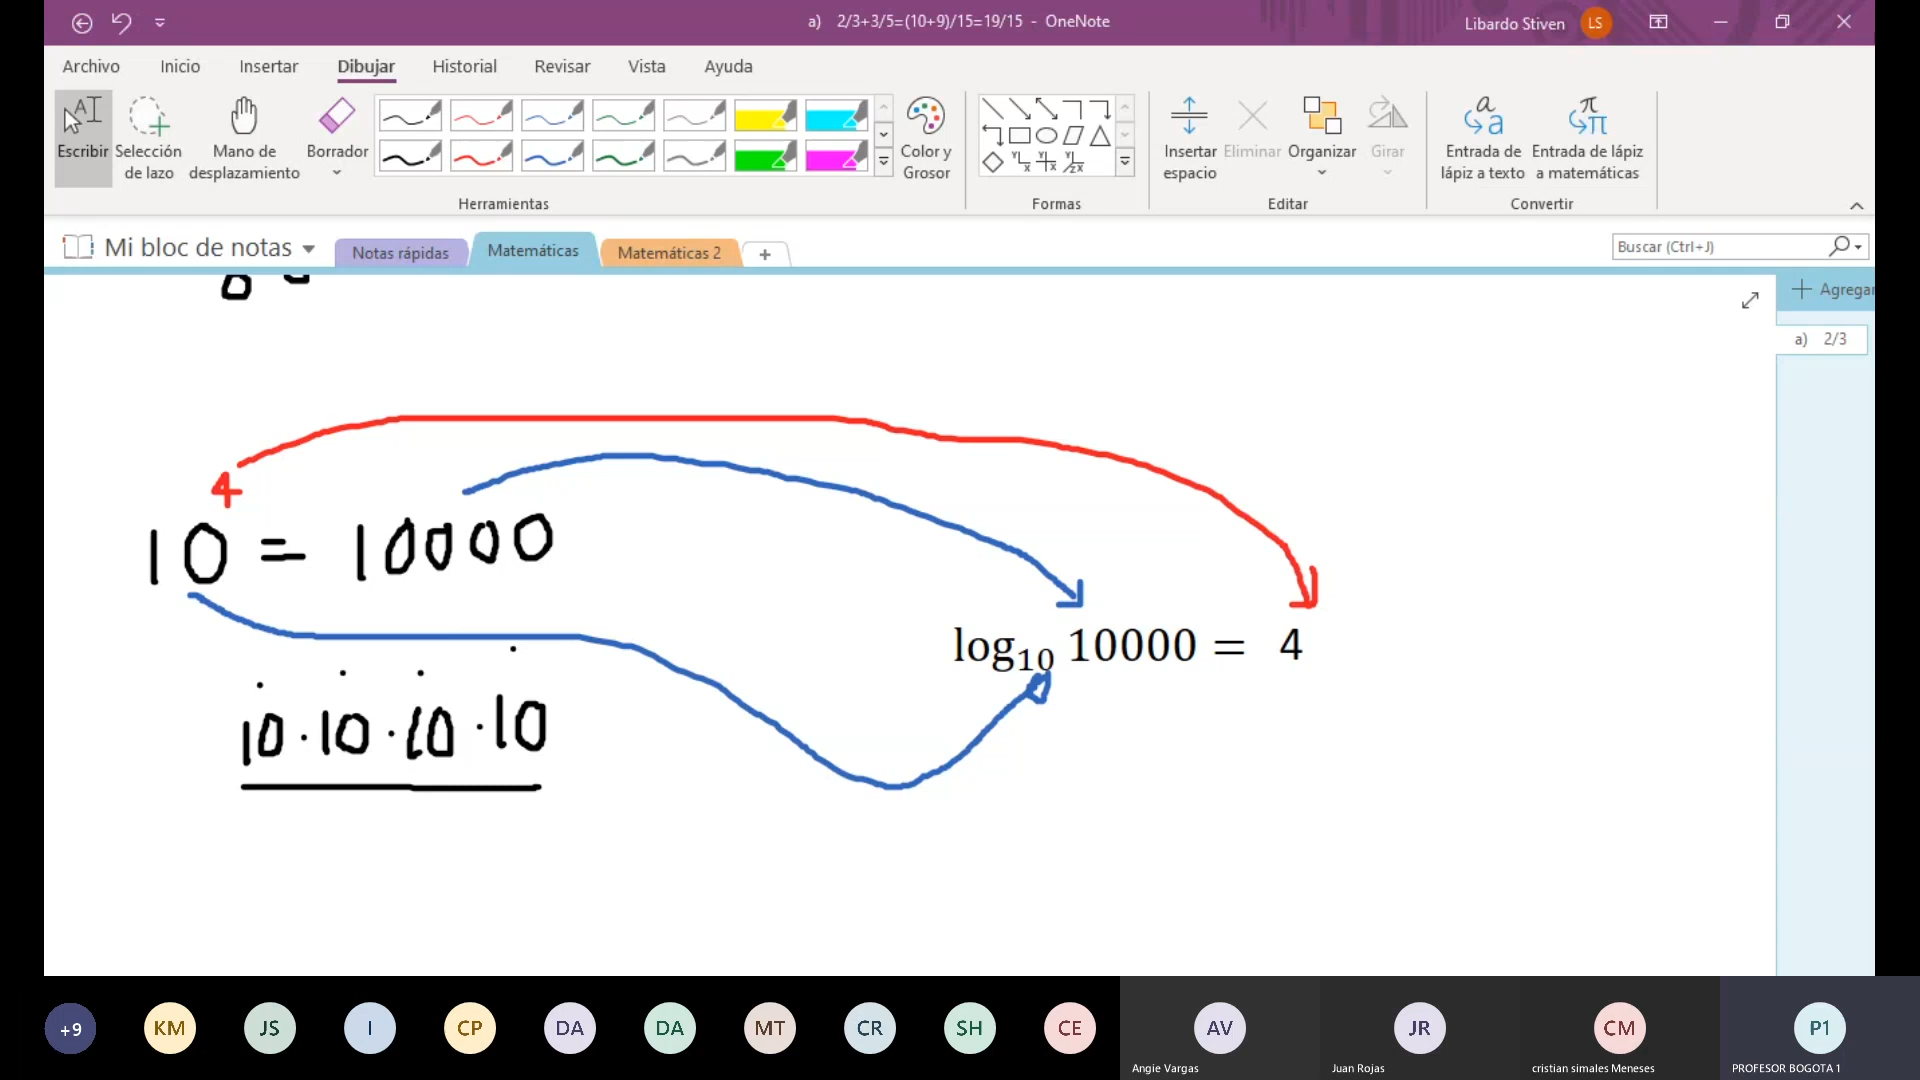 a) 2/3+3/5=(10+9)/15=19/15 - OneNote
Libardo Stiven LS
Archivo Inicio Insertar Dibujar Historial Revisar Vista Ayuda
Escribir
Selección de lazo
Mano de desplazamiento
Borrador
Color y Grosor
Insertar espacio
Eliminar
Organizar
Girar
Entrada de lápiz a texto
Entrada de lápiz a matemáticas
Herramientas Formas Editar Convertir
Mi bloc de notas Notas rápidas Matemáticas Matemáticas 2 +
Buscar (Ctrl+J)
Agregar
a) 2/3
4
10 = 10000
log₁₀ 10000 = 4
10 · 10 · 10 · 10
+9 KM JS I CP DA DA MT CR SH CE AV JR CM P1
Angie Vargas Juan Rojas cristian simales Meneses PROFESOR BOGOTA 1